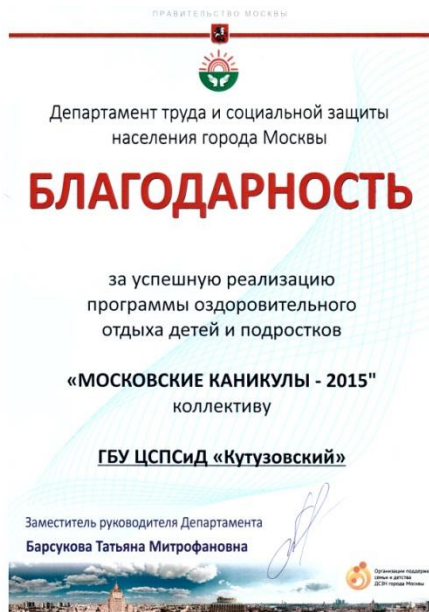 ПРАВИТЕЛЬСТВО МОСКВЫ
Департамент труда и социальной защиты
населения города Москвы
БЛАГОДАРНОСТЬ
за успешную реализацию
программы оздоровительного
отдыха детей и подростков
«МОСКОВСКИЕ КАНИКУЛЫ - 2015"
коллективу
ГБУ ЦСПСиД «Кутузовский»
Заместитель руководителя Департамента
Барсукова Татьяна Митрофановна
Организации поддержки
семьи и детства
ДСЗН города Москвы